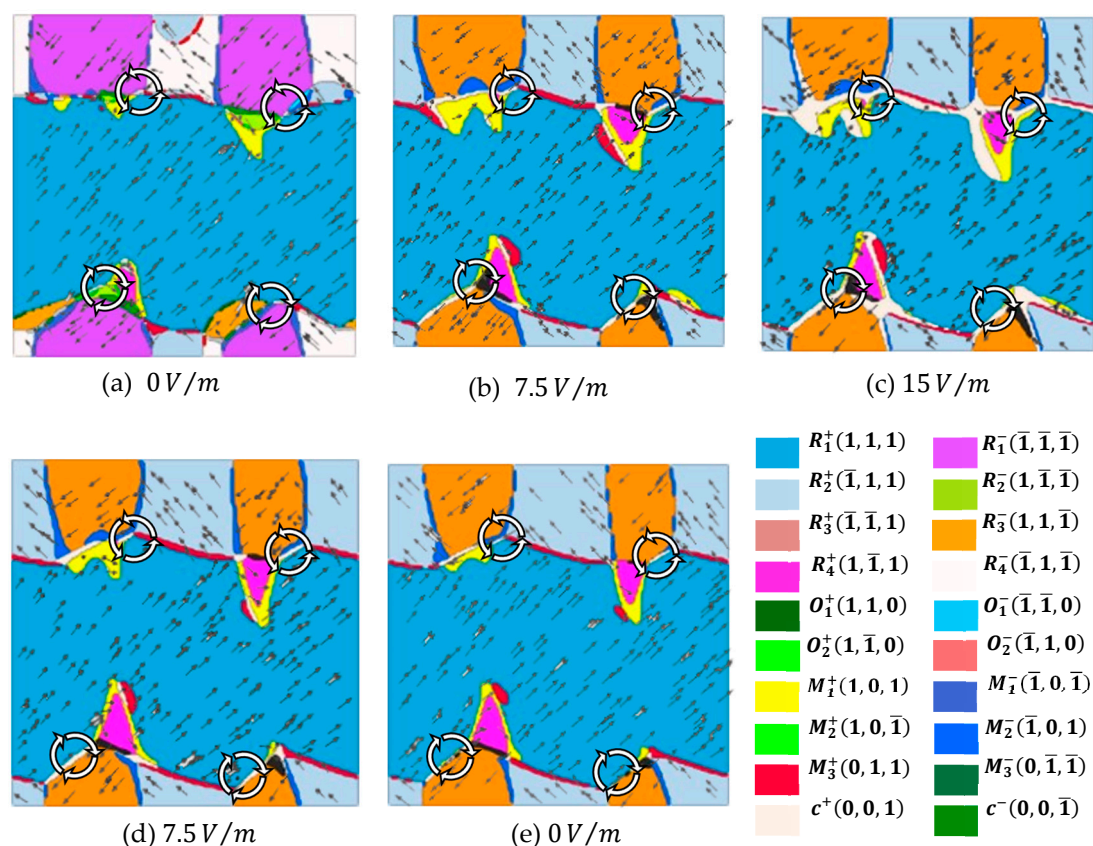 (a) 0 V/m
(b) 7.5 V/m
(c) 15 V/m
R₁⁺(1, 1, 1)
R₁⁻(1̅, 1̅, 1̅)
R₂⁺(1̅, 1, 1)
R₂⁻(1, 1̅, 1̅)
R₃⁺(1̅, 1̅, 1)
R₃⁻(1, 1, 1̅)
R₄⁺(1, 1̅, 1)
R₄⁻(1̅, 1, 1̅)
O₁⁺(1, 1, 0)
O₁⁻(1̅, 1̅, 0)
O₂⁺(1, 1̅, 0)
O₂⁻(1̅, 1, 0)
M₁⁺(1, 0, 1)
M₁⁻(1̅, 0, 1̅)
M₂⁺(1, 0, 1̅)
M₂⁻(1̅, 0, 1)
M₃⁺(0, 1, 1)
M₃⁻(0, 1̅, 1̅)
c⁺(0, 0, 1)
c⁻(0, 0, 1̅)
(d) 7.5 V/m
(e) 0 V/m